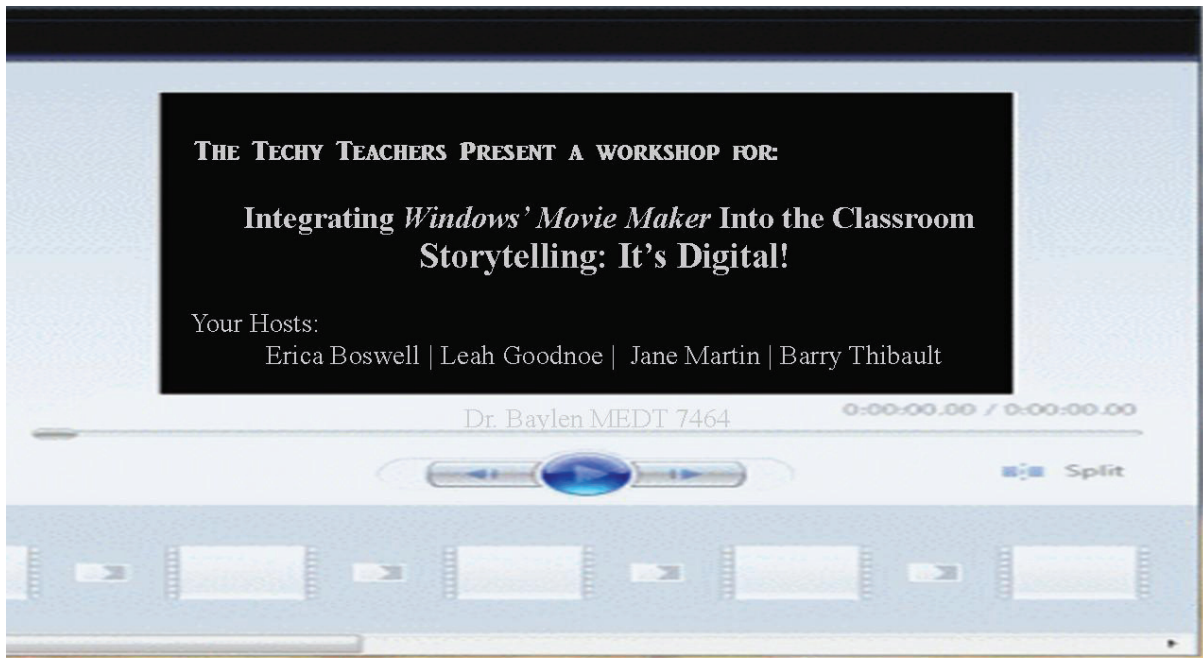 The Techy Teachers Present a workshop for:
Integrating Windows’ Movie Maker Into the Classroom
Storytelling: It’s Digital!
Your Hosts:
Erica Boswell | Leah Goodnoe | Jane Martin | Barry Thibault
Dr. Baylen MEDT 7464
0:00:00.00 / 0:00:00.00
Split